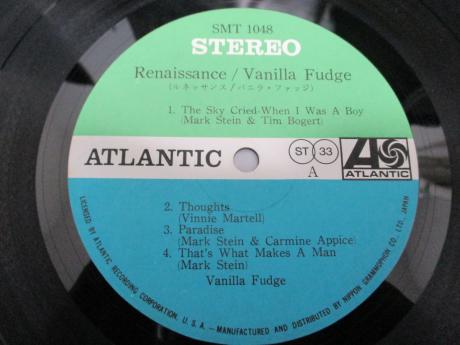 SMT 1048
STEREO
Renaissance / Vanilla Fudge
(ルネッサンス/バニラ・ファッジ)
1. The Sky Cried-When I Was A Boy
(Mark Stein & Tim Bogert)
ATLANTIC
ST 33
A
ATLANTIC
2. Thoughts
(Vinnie Martell)
3. Paradise
(Mark Stein & Carmine Appice)
4. That's What Makes A Man
(Mark Stein)
Vanilla Fudge
LICENSED BY ATLANTIC RECORDING CORPORATION, U. S. A. - MANUFACTURED AND DISTRIBUTED BY NIPPON GRAMMOPHON CO. LTD. JAPAN